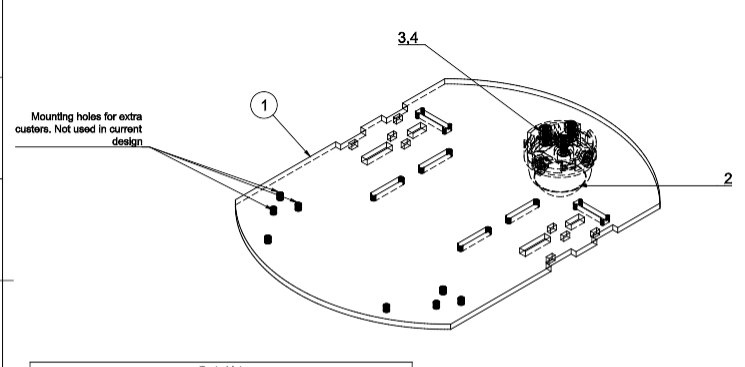 3,4
1
Mounting holes for extra
custers. Not used in current
design
2